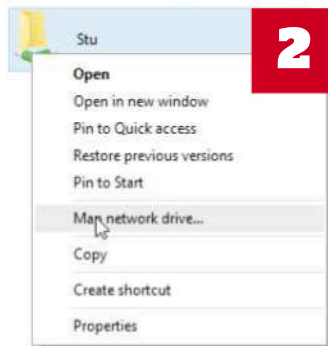 Stu
2
Open
Open in new window
Pin to Quick access
Restore previous versions
Pin to Start
Map network drive...
Copy
Create shortcut
Properties